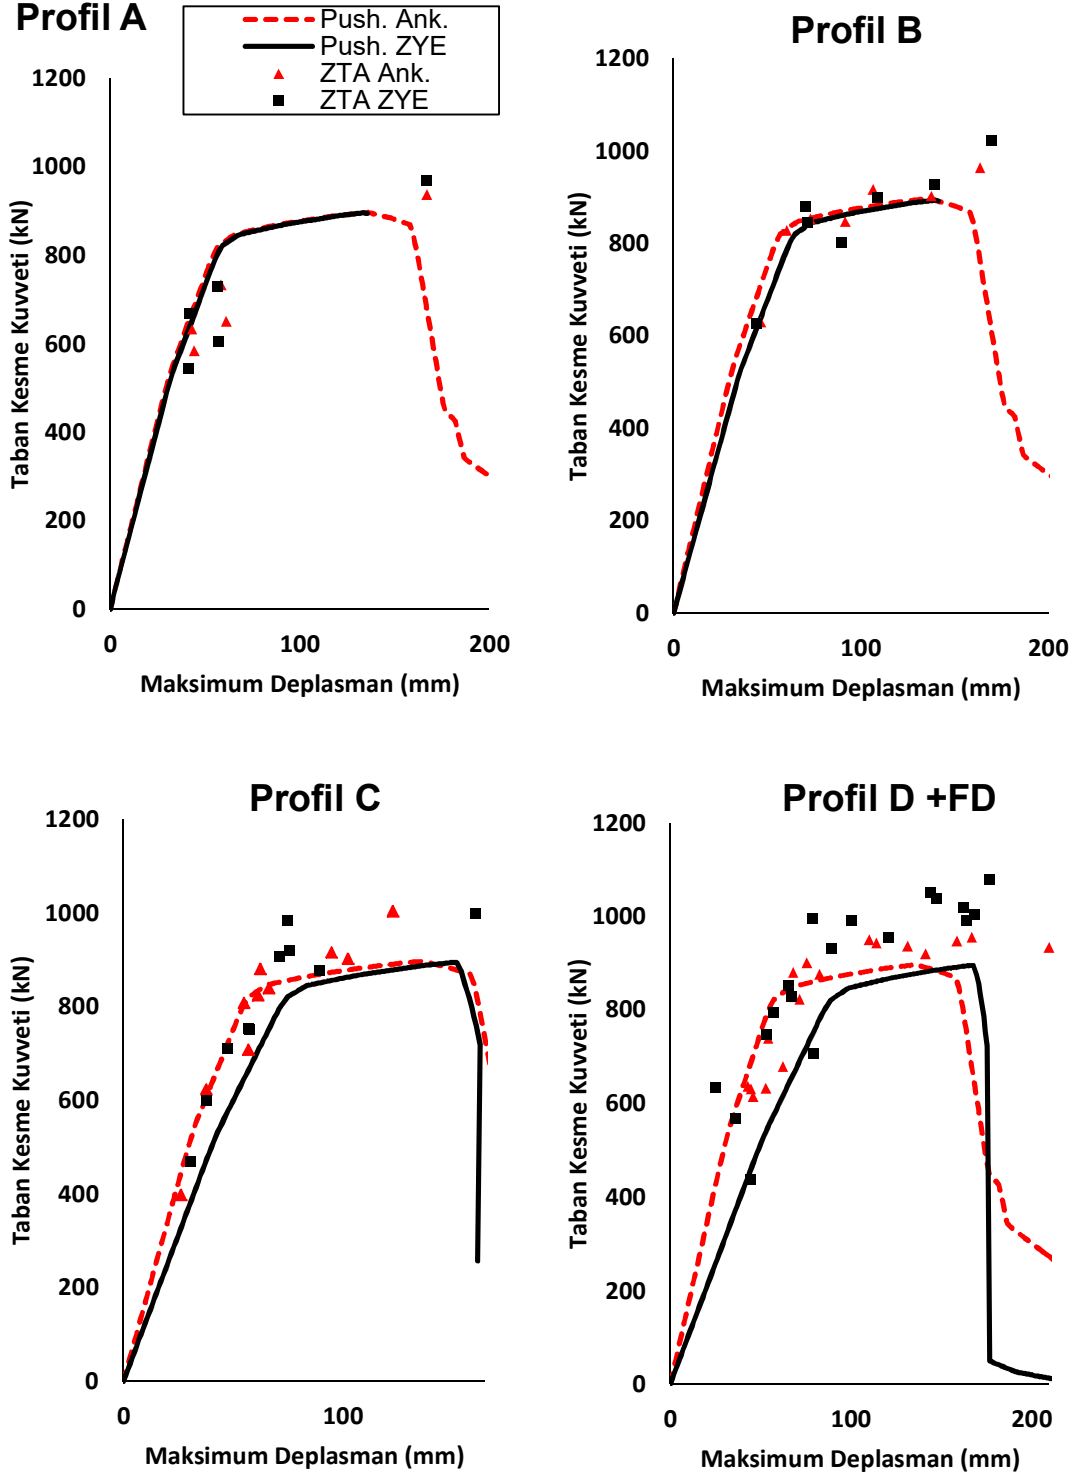 Profil A
Push. Ank.
Push. ZYE
ZTA Ank.
ZTA ZYE
1200
1000
800
600
400
200
0
0 100 200
Taban Kesme Kuvveti (kN)
Maksimum Deplasman (mm)
Profil B
1200
1000
800
600
400
200
0
0 100 200
Taban Kesme Kuvveti (kN)
Maksimum Deplasman (mm)
Profil C
1200
1000
800
600
400
200
0
0 100
Taban Kesme Kuvveti (kN)
Maksimum Deplasman (mm)
Profil D +FD
1200
1000
800
600
400
200
0
0 100 200
Taban Kesme Kuvveti (kN)
Maksimum Deplasman (mm)